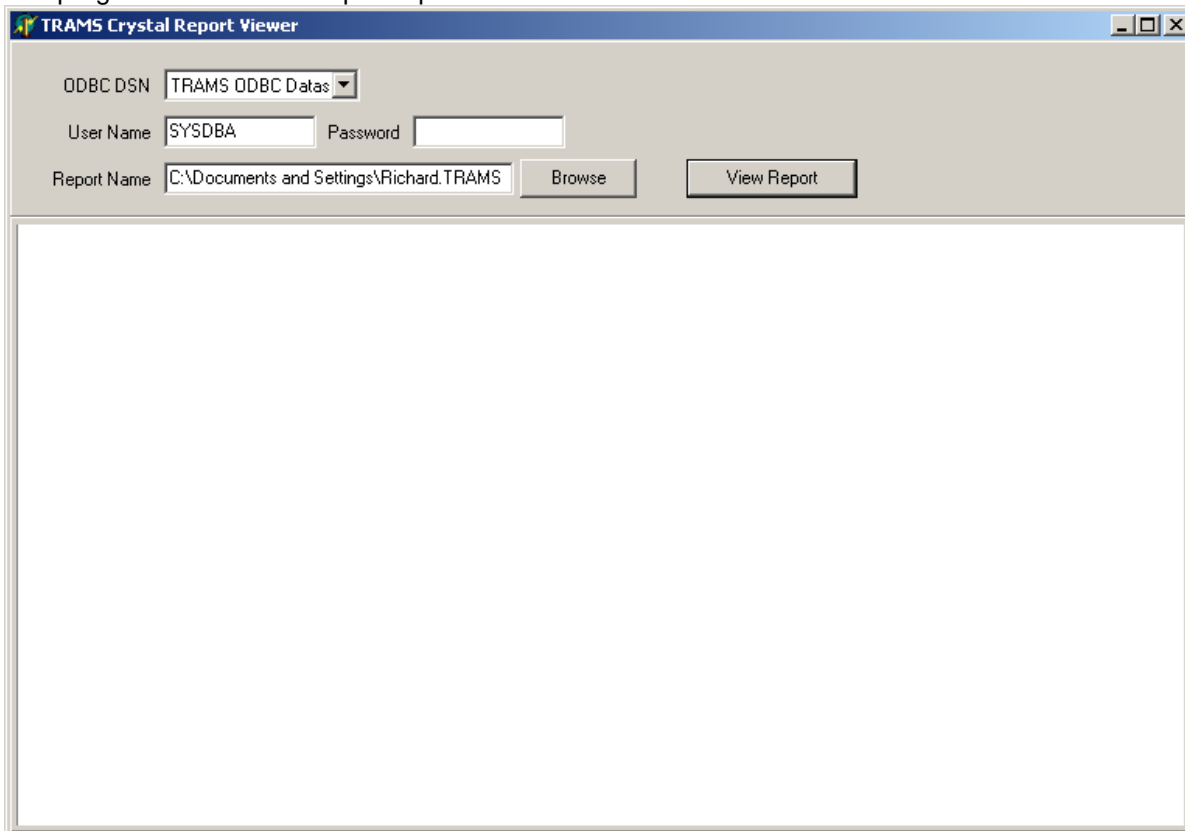 TRAMS Crystal Report Viewer
ODBC DSN TRAMS ODBC Datas
User Name SYSDBA Password
Report Name C:\Documents and Settings\Richard.TRAMS Browse View Report